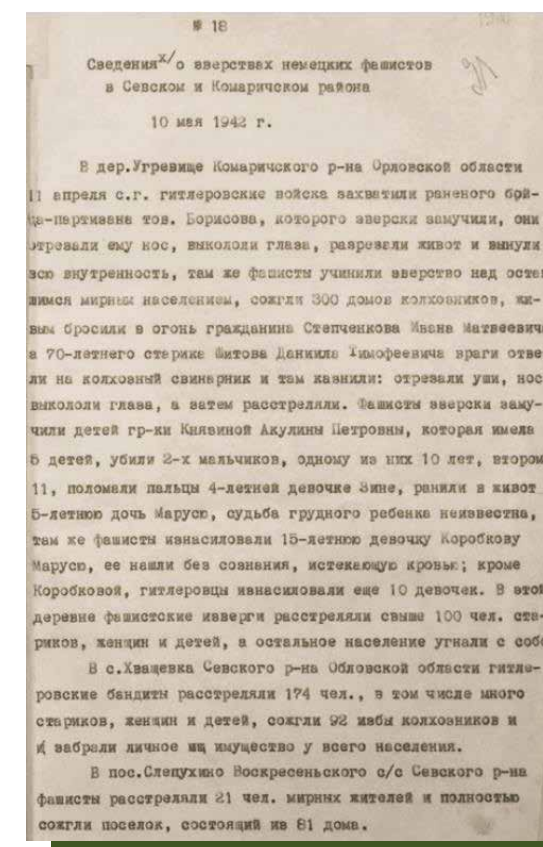 № 18
31
Сведения х/ о зверствах немецких фашистов
в Севском и Комаричском района
10 мая 1942 г.
В дер.Угревище Комаричского р-на Орловской области
11 апреля с.г. гитлеровские войска захватили раненого бой-
ца-партизана тов. Борисова, которого зверски замучили, они
отрезали ему нос, выкололи глаза, разрезали живот и вынули
всю внутренность, там же фашисты учинили зверство над остав
шимся мирным населением, сожгли 300 домов колхозников, жи-
вым бросили в огонь гражданина Степченкова Ивана Матвеевича
а 70-летнего старика Шитова Даниила Тимофеевича враги отве
ли на колхозный свинарник и там казнили: отрезали уши, нос
выкололи глаза, а затем расстреляли. Фашисты зверски заму-
чили детей гр-ки Князиной Акулины Петровны, которая имела
5 детей, убили 2-х мальчиков, одному из них 10 лет, втором
11, поломали пальцы 4-летней девочке Зине, ранили в живот
5-летнюю дочь Марусю, судьба грудного ребенка неизвестна,
там же фашисты изнасиловали 15-летнюю девочку Коробкову
Марусю, ее нашли без сознания, истекающую кровью; кроме
Коробковой, гитлеровцы изнасиловали еще 10 девочек. В этой
деревне фашистские изверги расстреляли свыше 100 чел. ста-
риков, женщин и детей, а остальное население угнали с собо
В с.Хващевка Севского р-на Обловской области гитле-
ровские бандиты расстреляли 174 чел., в том числе много
стариков, женщин и детей, сожгли 92 избы колхозников и
и забрали личное имущество у всего населения.
В пос.Слепухино Воскресеньского с/с Севского р-на
фашисты расстреляли 21 чел. мирных жителей и полностью
сожгли поселок, состоящий из 81 дома.